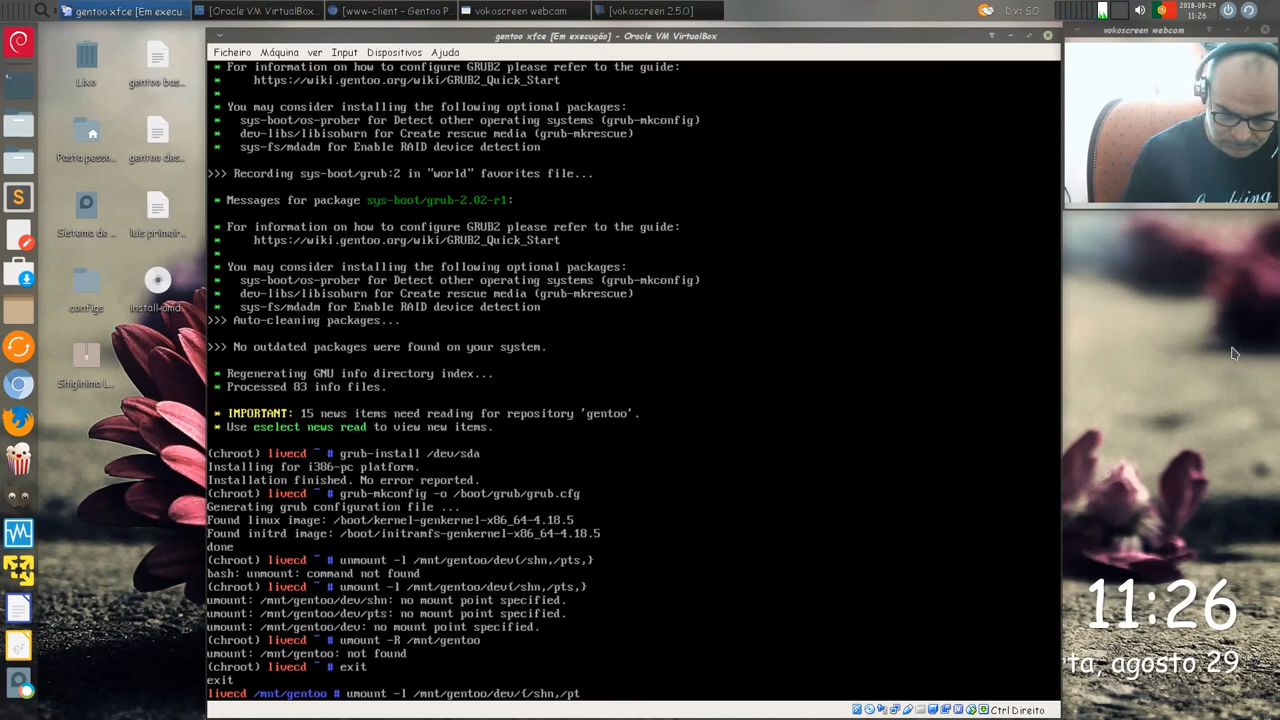 gentoo xfce [Em execu
[Oracle VM VirtualBox]
[www-client – Gentoo P
vokoscreen webcam
[vokoscreen 2.5.0]
DV: SO
2018-08-29
11:26
gentoo xfce [Em execução] - Oracle VM VirtualBox
vokoscreen webcam
Ficheiro Máquina ver Input Dispositivos Ajuda
Lixo
gentoo bas...
Pasta pesso...
gentoo des...
Sistema de ...
luis primeir...
configs
install-amd...
Shiginima L...
* For information on how to configure GRUB2 please refer to the guide:
* https://wiki.gentoo.org/wiki/GRUB2_Quick_Start
*
* You may consider installing the following optional packages:
* sys-boot/os-prober for Detect other operating systems (grub-mkconfig)
* dev-libs/libisoburn for Create rescue media (grub-mkrescue)
* sys-fs/mdadm for Enable RAID device detection
>>> Recording sys-boot/grub:2 in "world" favorites file...
* Messages for package sys-boot/grub-2.02-r1:
* For information on how to configure GRUB2 please refer to the guide:
* https://wiki.gentoo.org/wiki/GRUB2_Quick_Start
*
* You may consider installing the following optional packages:
* sys-boot/os-prober for Detect other operating systems (grub-mkconfig)
* dev-libs/libisoburn for Create rescue media (grub-mkrescue)
* sys-fs/mdadm for Enable RAID device detection
>>> Auto-cleaning packages...
>>> No outdated packages were found on your system.
* Regenerating GNU info directory index...
* Processed 83 info files.
* IMPORTANT: 15 news items need reading for repository 'gentoo'.
* Use eselect news read to view new items.
(chroot) livecd ~ # grub-install /dev/sda
Installing for i386-pc platform.
Installation finished. No error reported.
(chroot) livecd ~ # grub-mkconfig -o /boot/grub/grub.cfg
Generating grub configuration file ...
Found linux image: /boot/kernel-genkernel-x86_64-4.18.5
Found initrd image: /boot/initramfs-genkernel-x86_64-4.18.5
done
(chroot) livecd ~ # unmount -l /mnt/gentoo/dev{/shn,/pts,}
bash: unmount: command not found
(chroot) livecd ~ # umount -l /mnt/gentoo/dev{/shn,/pts,}
umount: /mnt/gentoo/dev/shn: no mount point specified.
umount: /mnt/gentoo/dev/pts: no mount point specified.
umount: /mnt/gentoo/dev: no mount point specified.
(chroot) livecd ~ # umount -R /mnt/gentoo
umount: /mnt/gentoo: not found
(chroot) livecd ~ # exit
exit
livecd /mnt/gentoo # umount -l /mnt/gentoo/dev/{/shn,/pt
Ctrl Direito
11:26
ta, agosto 29